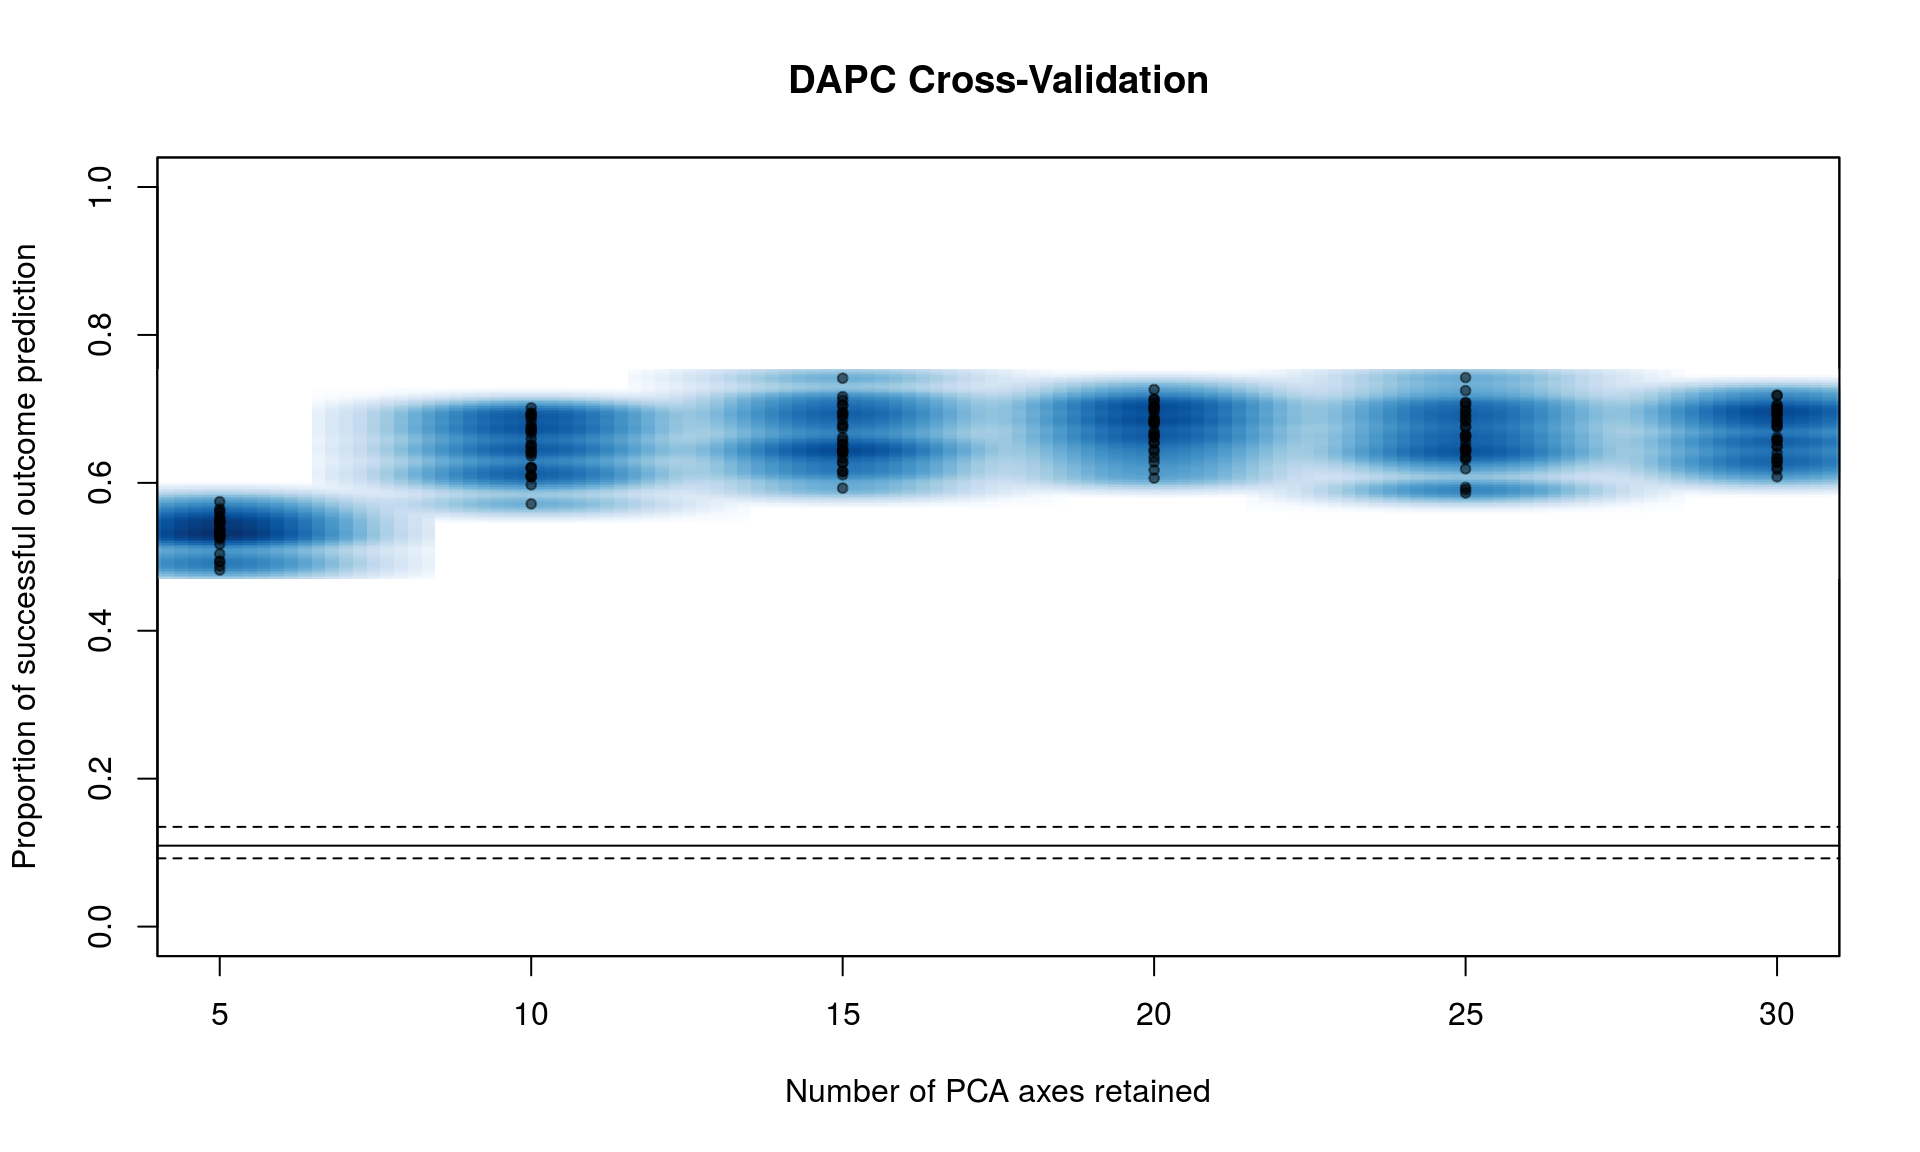 DAPC Cross-Validation
Proportion of successful outcome prediction
1.0
0.8
0.6
0.4
0.2
0.0
5 10 15 20 25 30
Number of PCA axes retained